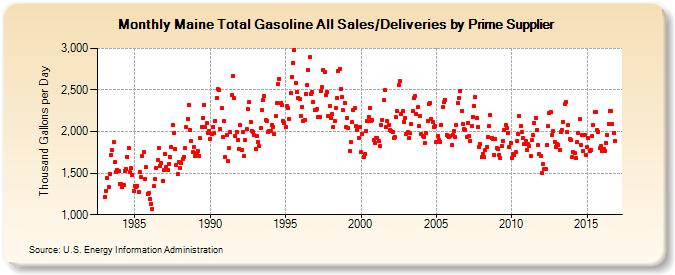 Monthly Maine Total Gasoline All Sales/Deliveries by Prime Supplier
Thousand Gallons per Day
3,000
2,500
2,000
1,500
1,000
1985 1990 1995 2000 2005 2010 2015
Source: U.S. Energy Information Administration